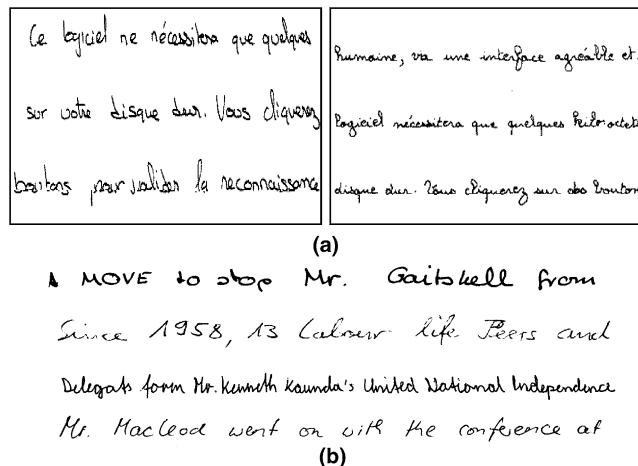 Ce logiciel ne nécessitera que quelques
sur votre disque dur. Vous cliquerez
boutons pour valider la reconnaissance
humaine, via une interface agréable et
logiciel nécessitera que quelques kilo-octets
disque dur. Vous cliquerez sur des bouton
(a)
A MOVE to stop Mr. Gaitskell from
Since 1958, 13 Labour life Peers and
Delegats form Mr. Kenneth Kaunda's United National Independence
Mr. Macleod went on with the conference at
(b)